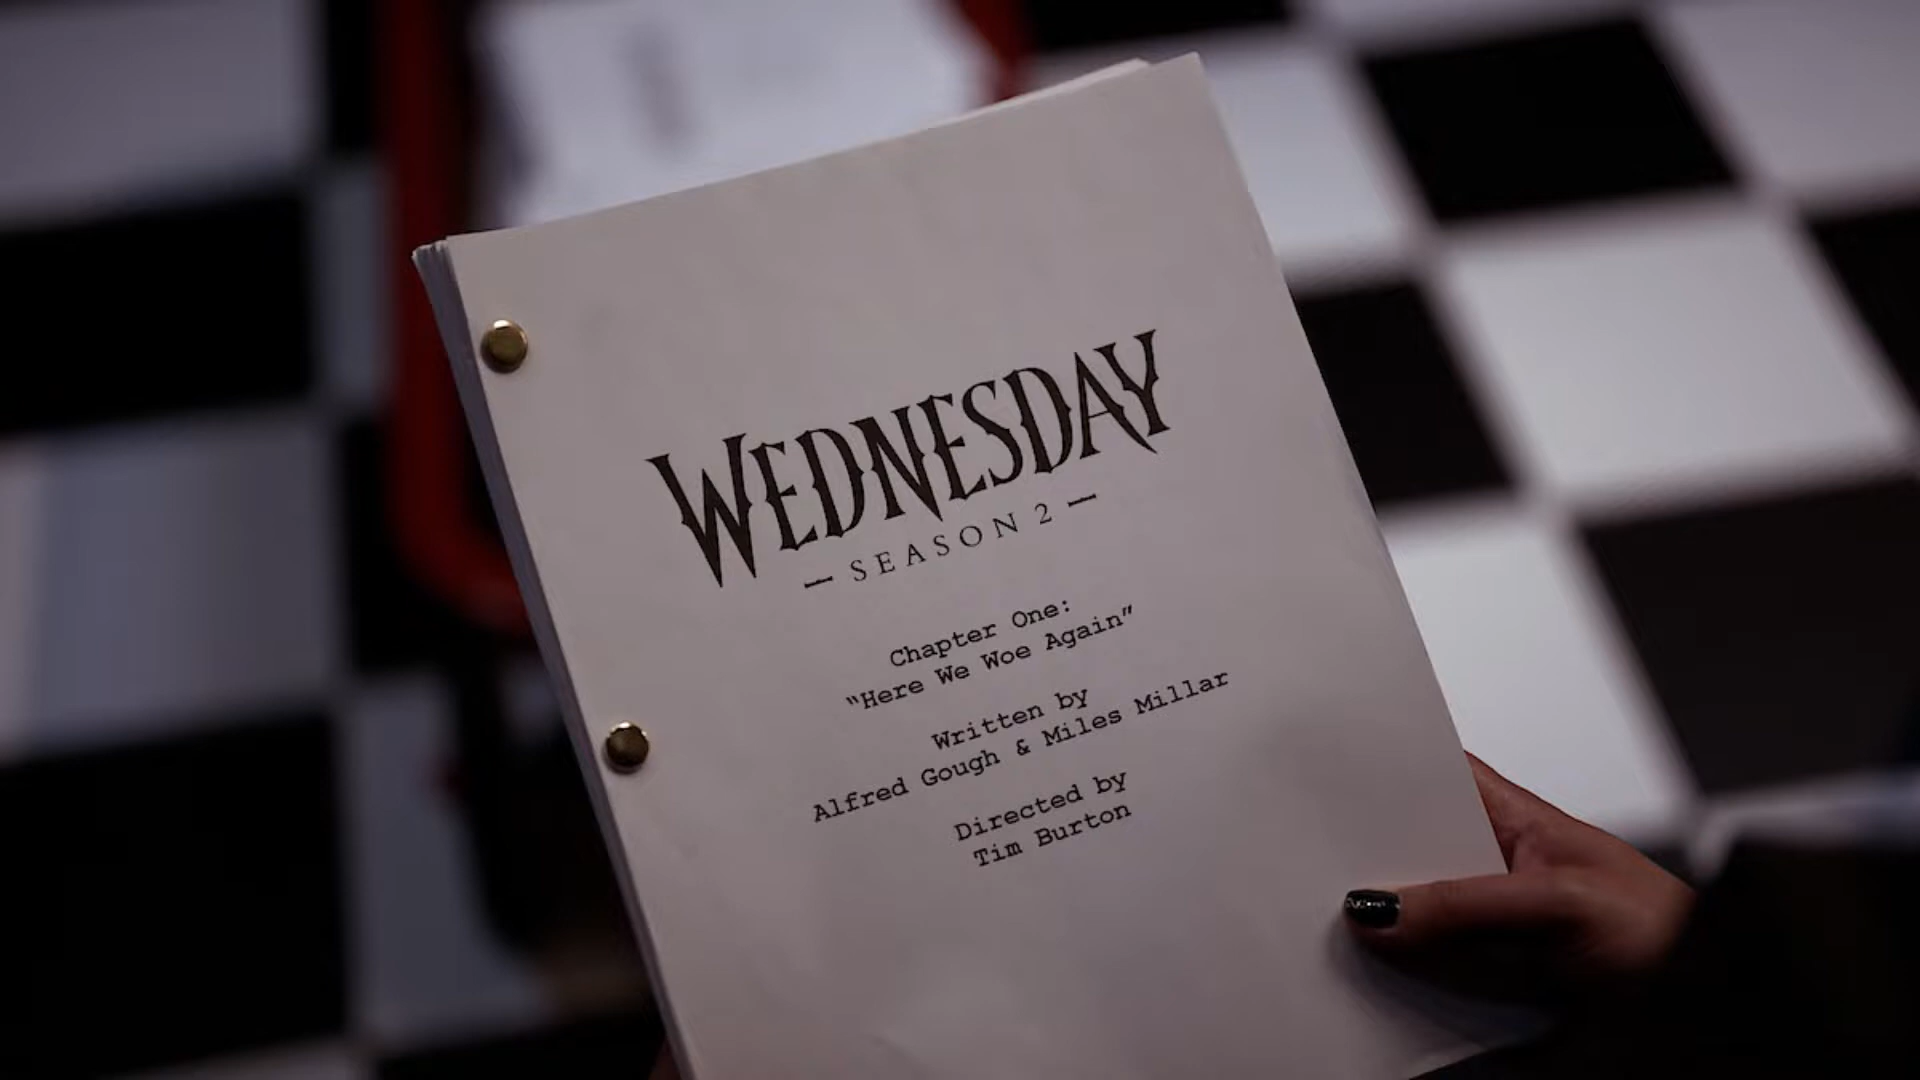 WEDNESDAY
— SEASON 2 —
Chapter One:
“Here We Woe Again”
Written by
Alfred Gough & Miles Millar
Directed by
Tim Burton